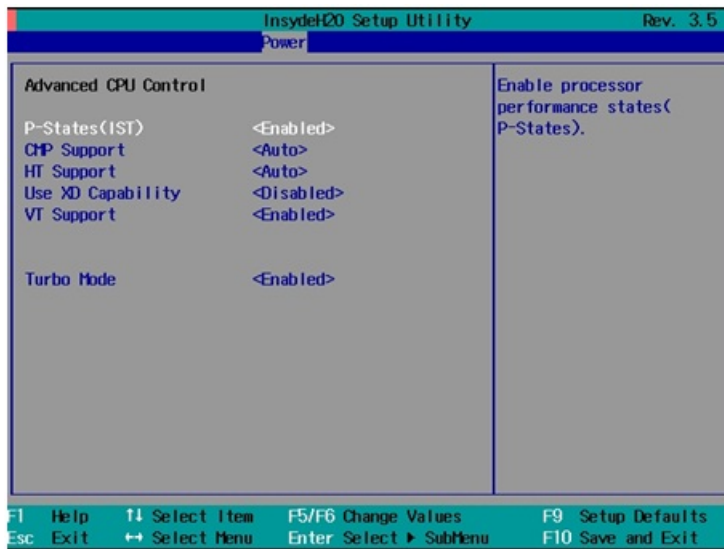 InsydeH20 Setup Utility Rev. 3.5
Power
Advanced CPU Control
P-States(IST) <Enabled>
CMP Support <Auto>
HT Support <Auto>
Use XD Capability <Disabled>
VT Support <Enabled>
Turbo Mode <Enabled>
Enable processor
performance states(
P-States).
F1 Help ↑↓ Select Item F5/F6 Change Values F9 Setup Defaults
Esc Exit ↔ Select Menu Enter Select ▶ SubMenu F10 Save and Exit